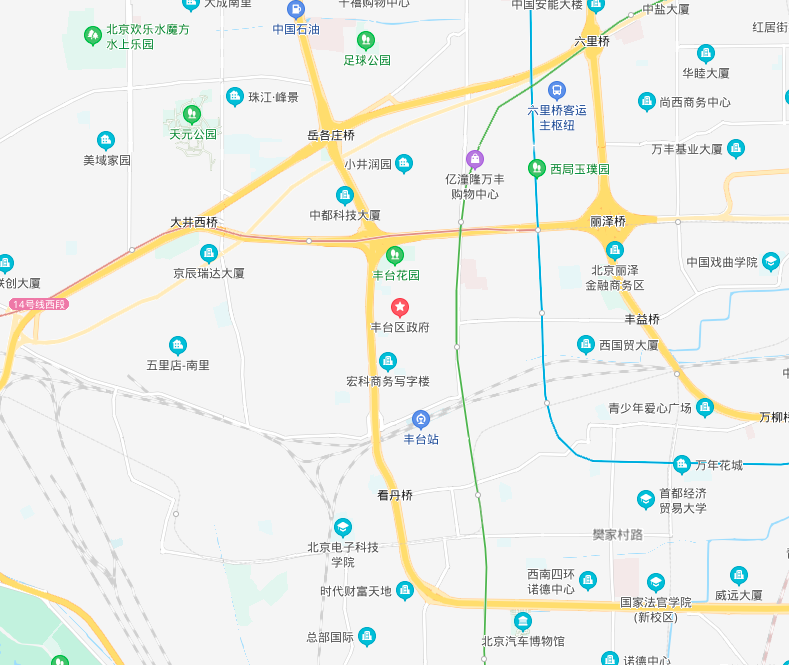 大成南里
千禧购物中心
中国安能大楼
中盐大厦
北京欢乐水魔方
水上乐园
中国石油
足球公园
六里桥
红居街
华睦大厦
珠江·峰景
天元公园
岳各庄桥
六里桥客运
主枢纽
尚西商务中心
美域家园
小井润园
亿潼隆万丰
购物中心
西局玉璞园
万丰基业大厦
中都科技大厦
大井西桥
丽泽桥
联创大厦
京辰瑞达大厦
丰台花园
北京丽泽
金融商务区
中国戏曲学院
14号线西段
丰台区政府
丰益桥
五里店-南里
宏科商务写字楼
西国贸大厦
丰台站
青少年爱心广场
万柳桥
万年花城
看丹桥
首都经济
贸易大学
樊家村路
北京电子科技
学院
时代财富天地
西南四环
诺德中心
国家法官学院
(新校区)
威远大厦
总部国际
北京汽车博物馆
诺德中心